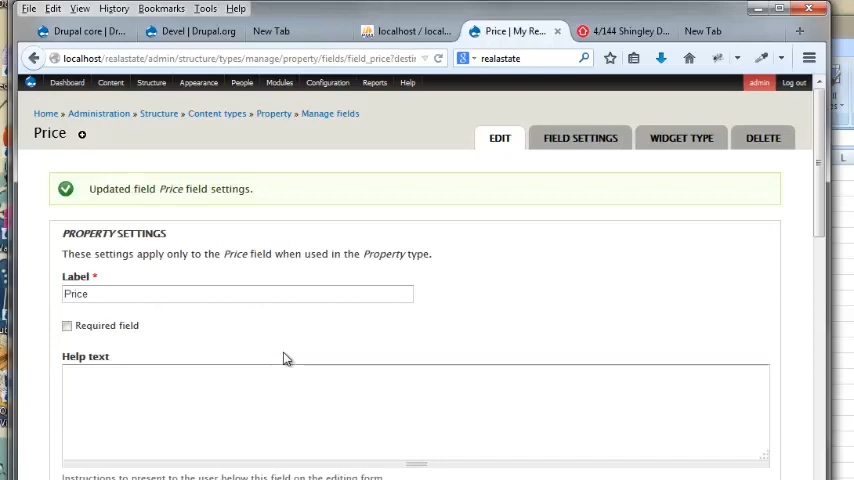 File Edit View History Bookmarks Tools Help
Drupal core | Dr... Devel | Drupal.org New Tab localhost / local... Price | My Re... × 4/144 Shingley D... New Tab +
localhost/realastate/admin/structure/types/manage/property/fields/field_price?destin realastate
Dashboard Content Structure Appearance People Modules Configuration Reports Help admin Log out
Home » Administration » Structure » Content types » Property » Manage fields
Price
EDIT FIELD SETTINGS WIDGET TYPE DELETE
Updated field Price field settings.
PROPERTY SETTINGS
These settings apply only to the Price field when used in the Property type.
Label *
Price
Required field
Help text
Instructions to present to the user below this field on the editing form.
L